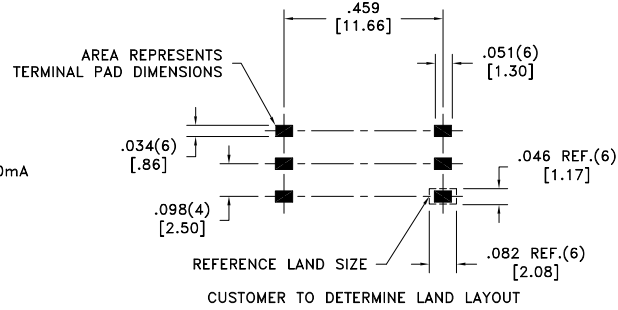 .459
[11.66]
AREA REPRESENTS
TERMINAL PAD DIMENSIONS
.051(6)
[1.30]
.034(6)
[.86]
.046 REF.(6)
[1.17]
0mA
.098(4)
[2.50]
REFERENCE LAND SIZE
.082 REF.(6)
[2.08]
CUSTOMER TO DETERMINE LAND LAYOUT